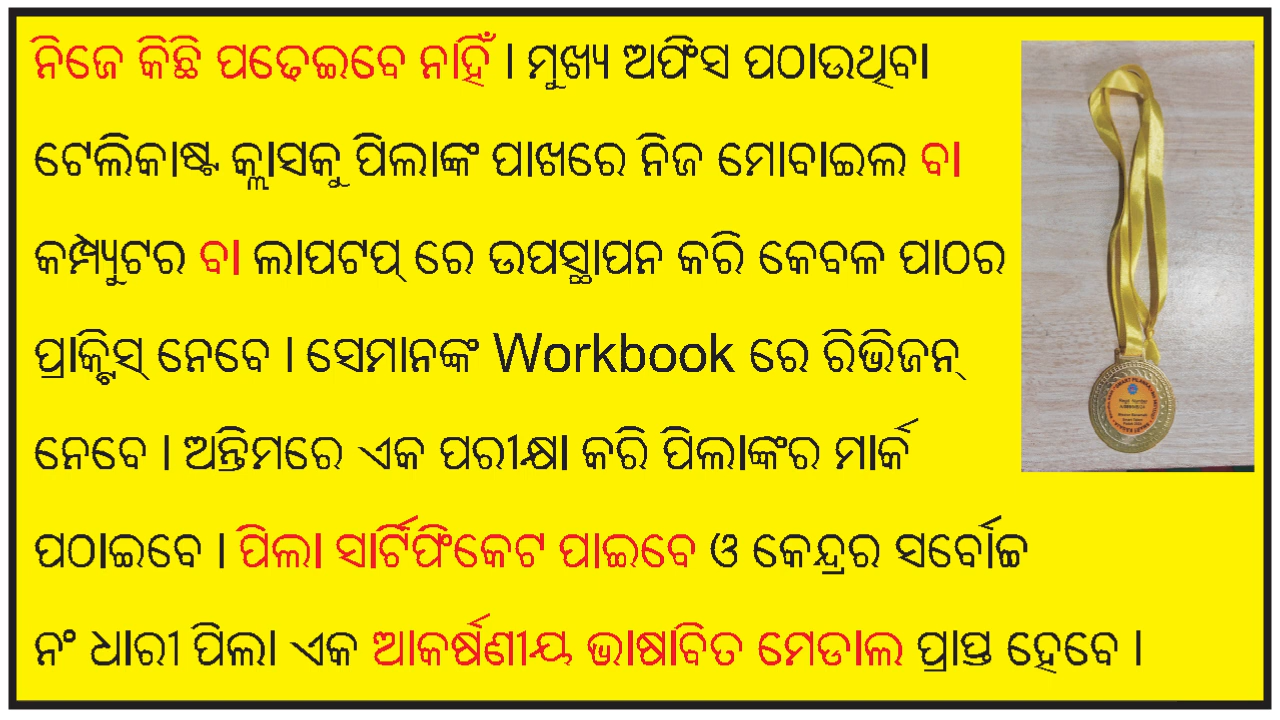 ନିଜେ କିଛି ପଢେଇବେ ନାହିଁ । ମୁଖ୍ୟ ଅଫିସ ପଠାଉଥିବା
ଟେଲିକାଷ୍ଟ କ୍ଲାସକୁ ପିଲାଙ୍କ ପାଖରେ ନିଜ ମୋବାଇଲ ବା
କମ୍ପ୍ୟୁଟର ବା ଲାପଟପ୍ ରେ ଉପସ୍ଥାପନ କରି କେବଳ ପାଠର
ପ୍ରାକ୍ଟିସ୍ ନେବେ । ସେମାନଙ୍କ Workbook ରେ ରିଭିଜନ୍
ନେବେ । ଅନ୍ତିମରେ ଏକ ପରୀକ୍ଷା କରି ପିଲାଙ୍କର ମାର୍କ
ପଠାଇବେ । ପିଲା ସାର୍ଟିଫିକେଟ ପାଇବେ ଓ କେନ୍ଦ୍ରର ସର୍ବୋଚ୍ଚ
ନଂ ଧାରୀ ପିଲା ଏକ ଆକର୍ଷଣୀୟ ଭାଷାବିତ ମେଡାଲ ପ୍ରାପ୍ତ ହେବେ ।